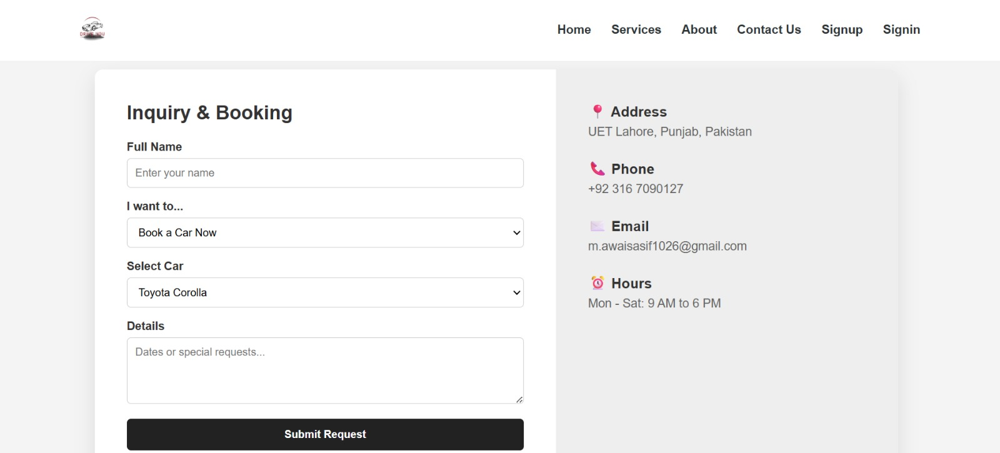 DRIVE NOU
Home Services About Contact Us Signup Signin
Inquiry & Booking
Full Name
Enter your name
I want to...
Book a Car Now
Select Car
Toyota Corolla
Details
Dates or special requests...
Submit Request
Address
UET Lahore, Punjab, Pakistan
Phone
+92 316 7090127
Email
m.awaisasif1026@gmail.com
Hours
Mon - Sat: 9 AM to 6 PM